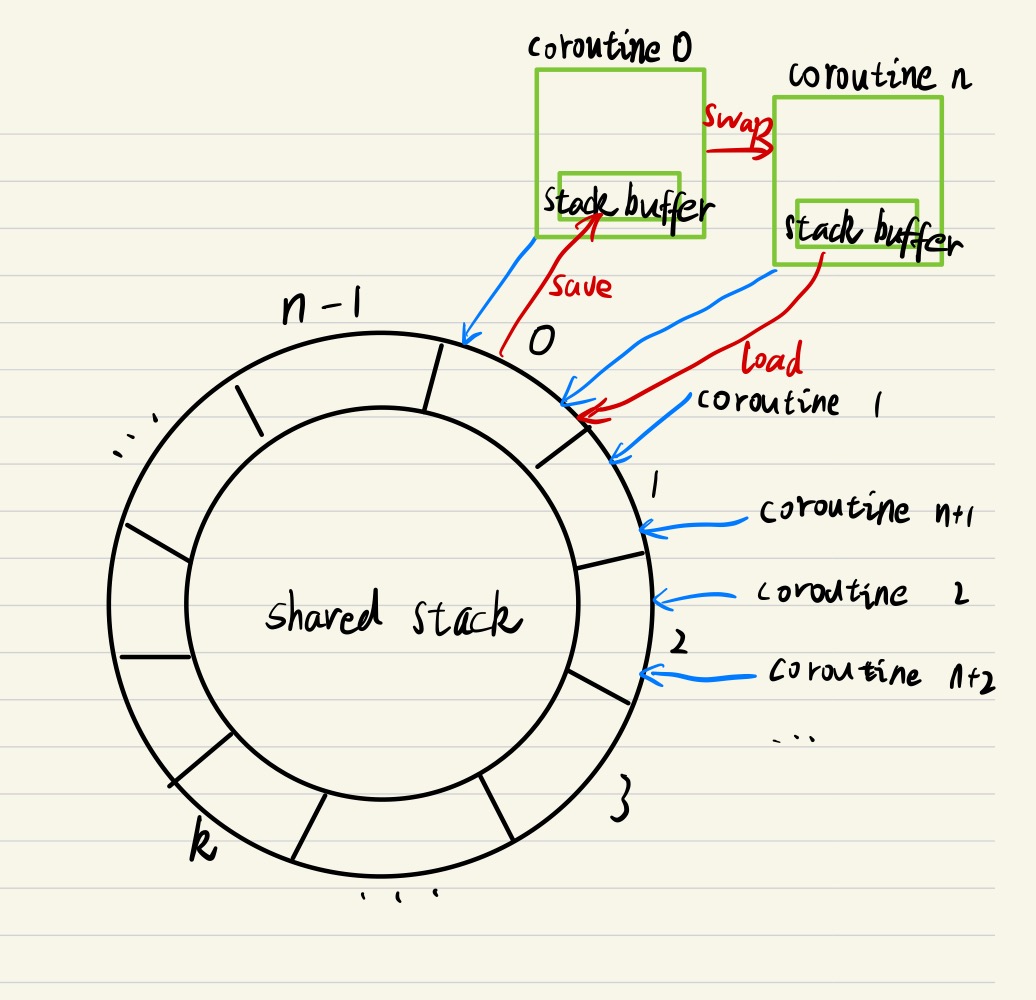 coroutine 0
coroutine n
swap
stack buffer
stack buffer
save
n-1
0
load
coroutine 1
...
1
coroutine n+1
coroutine 2
shared stack
2
coroutine n+2
...
3
k
...